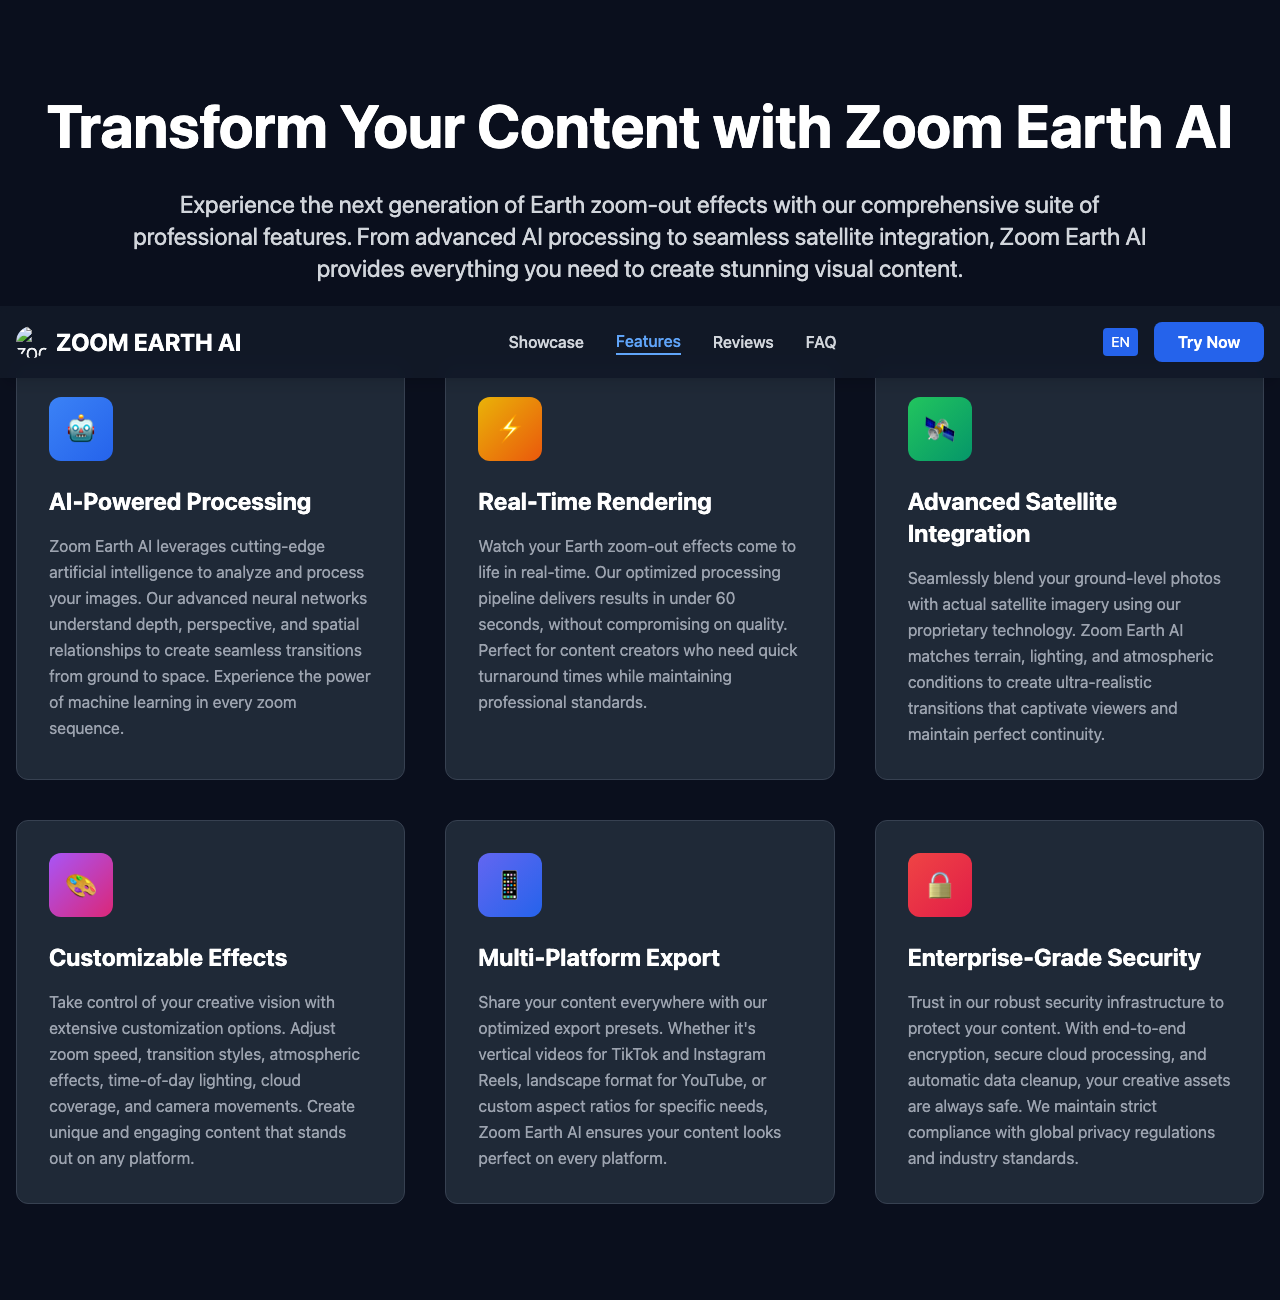 Transform Your Content with Zoom Earth AI
Experience the next generation of Earth zoom-out effects with our comprehensive suite of
professional features. From advanced AI processing to seamless satellite integration, Zoom Earth AI
provides everything you need to create stunning visual content.
ZOOM EARTH AI
Showcase
Features
Reviews
FAQ
EN
Try Now
AI-Powered Processing
Zoom Earth AI leverages cutting-edge
artificial intelligence to analyze and process
your images. Our advanced neural networks
understand depth, perspective, and spatial
relationships to create seamless transitions
from ground to space. Experience the power
of machine learning in every zoom
sequence.
Real-Time Rendering
Watch your Earth zoom-out effects come to
life in real-time. Our optimized processing
pipeline delivers results in under 60
seconds, without compromising on quality.
Perfect for content creators who need quick
turnaround times while maintaining
professional standards.
Advanced Satellite
Integration
Seamlessly blend your ground-level photos
with actual satellite imagery using our
proprietary technology. Zoom Earth AI
matches terrain, lighting, and atmospheric
conditions to create ultra-realistic
transitions that captivate viewers and
maintain perfect continuity.
Customizable Effects
Take control of your creative vision with
extensive customization options. Adjust
zoom speed, transition styles, atmospheric
effects, time-of-day lighting, cloud
coverage, and camera movements. Create
unique and engaging content that stands
out on any platform.
Multi-Platform Export
Share your content everywhere with our
optimized export presets. Whether it's
vertical videos for TikTok and Instagram
Reels, landscape format for YouTube, or
custom aspect ratios for specific needs,
Zoom Earth AI ensures your content looks
perfect on every platform.
Enterprise-Grade Security
Trust in our robust security infrastructure to
protect your content. With end-to-end
encryption, secure cloud processing, and
automatic data cleanup, your creative assets
are always safe. We maintain strict
compliance with global privacy regulations
and industry standards.